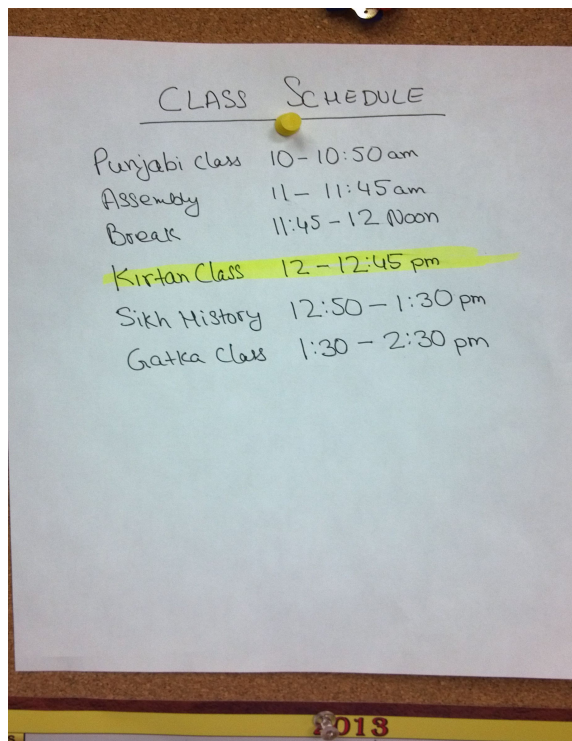 CLASS SCHEDULE
Punjabi Class 10-10:50 am
Assembly 11-11:45 am
Break 11:45-12 Noon
Kirtan Class 12-12:45 pm
Sikh History 12:50-1:30 pm
Gatka Class 1:30-2:30 pm
2013